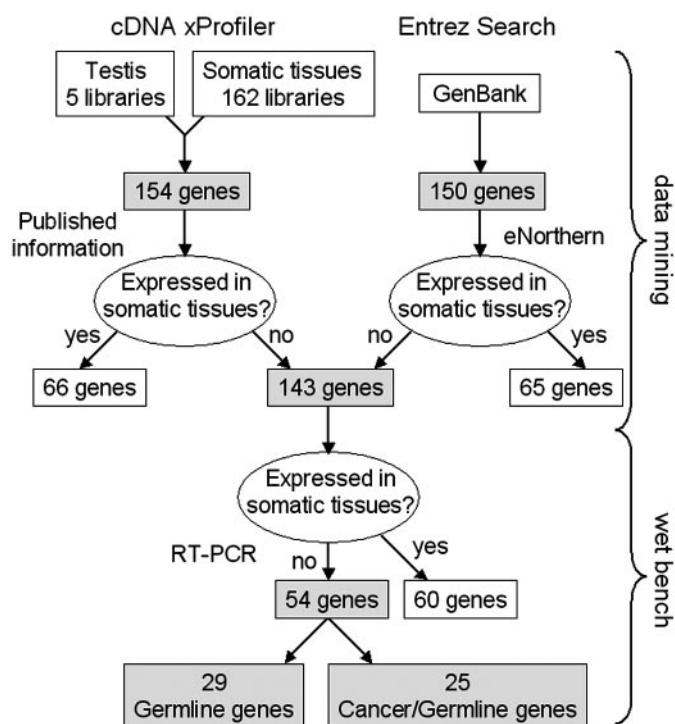 cDNA xProfiler
Entrez Search
Testis
5 libraries
Somatic tissues
162 libraries
GenBank
154 genes
150 genes
Published
information
eNorthern
Expressed in
somatic tissues?
Expressed in
somatic tissues?
yes
no
no
yes
66 genes
143 genes
65 genes
data mining
Expressed in
somatic tissues?
RT-PCR
no
yes
54 genes
60 genes
wet bench
29
Germline genes
25
Cancer/Germline genes